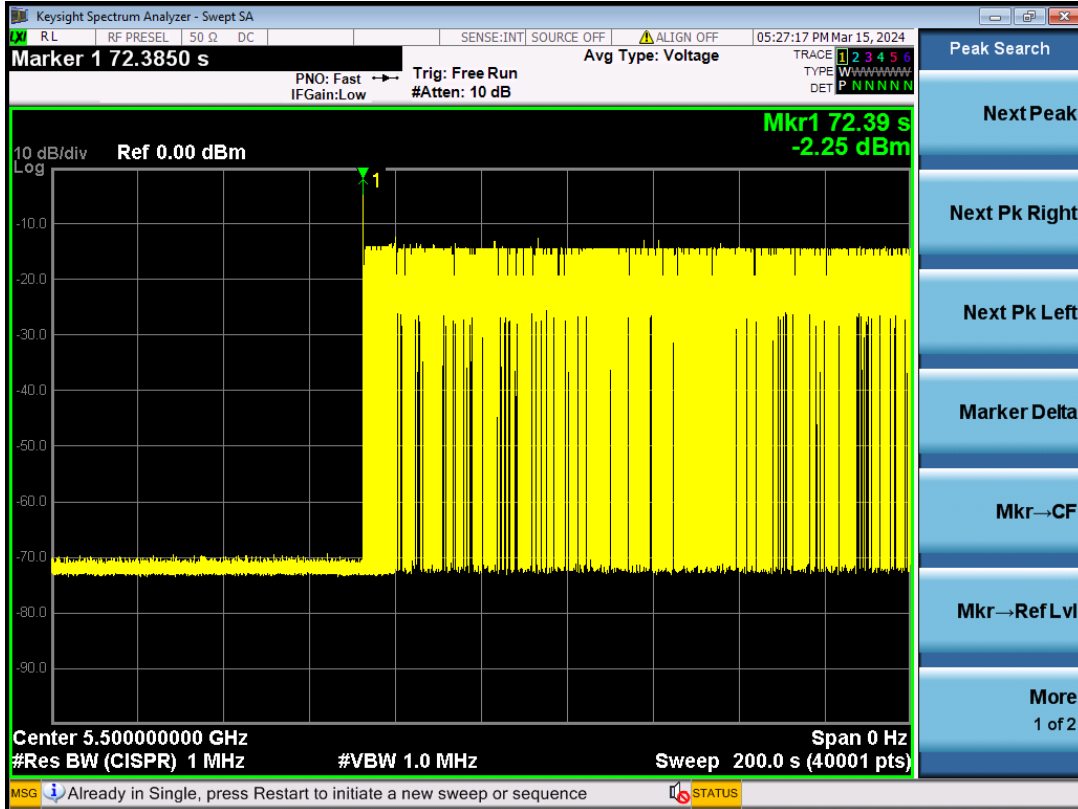 Keysight Spectrum Analyzer - Swept SA
LXI RL RF PRESEL 50 Ω DC SENSE:INT SOURCE OFF ALIGN OFF 05:27:17 PM Mar 15, 2024
Marker 1 72.3850 s
PNO: Fast
IFGain:Low
Trig: Free Run
#Atten: 10 dB
Avg Type: Voltage
TRACE 1 2 3 4 5 6
TYPE WWWWWWW
DET P N N N N N
Mkr1 72.39 s
-2.25 dBm
10 dB/div Ref 0.00 dBm
Log
1
-10.0
-20.0
-30.0
-40.0
-50.0
-60.0
-70.0
-80.0
-90.0
Center 5.500000000 GHz Span 0 Hz
#Res BW (CISPR) 1 MHz #VBW 1.0 MHz Sweep 200.0 s (40001 pts)
MSG Already in Single, press Restart to initiate a new sweep or sequence STATUS
Peak Search
Next Peak
Next Pk Right
Next Pk Left
Marker Delta
Mkr→CF
Mkr→Ref Lvl
More
1 of 2